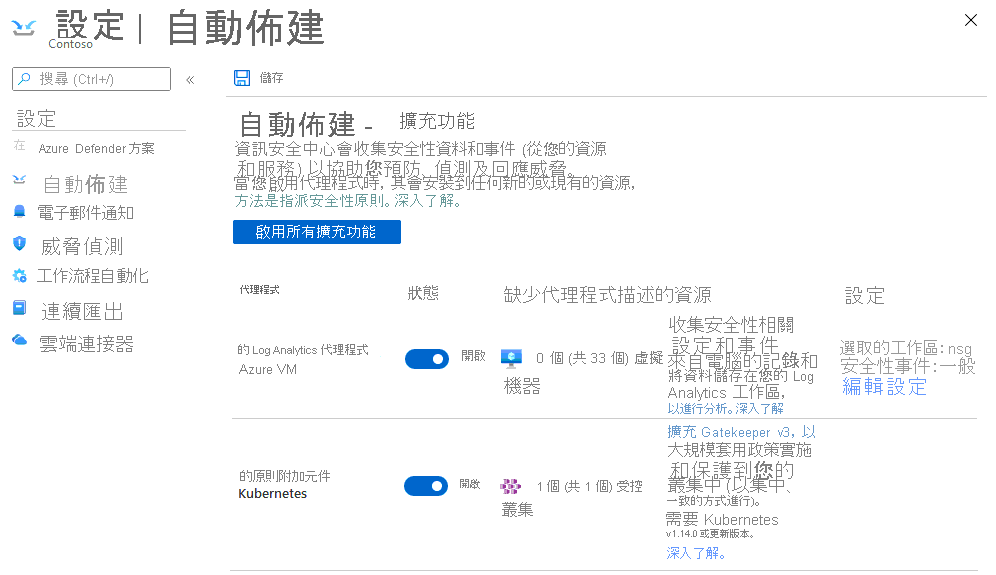 設定 | 自動佈建
Contoso
搜尋 (Ctrl+/)
«
儲存
設定
在 Azure Defender 方案
自動佈建
電子郵件通知
威脅偵測
工作流程自動化
連續匯出
雲端連接器
自動佈建 - 擴充功能
資訊安全中心會收集安全性資料和事件 (從您的資源
和服務) 以協助您預防、偵測及回應威脅。
當您啟用代理程式時, 其會安裝到任何新的或現有的資源,
方法是指派安全性原則。深入了解。
啟用所有擴充功能
代理程式 狀態 缺少代理程式描述的資源 設定
的 Log Analytics 代理程式
Azure VM
開啟
0 個 (共 33 個) 虛擬
機器
收集安全性相關
設定和事件
來自電腦的記錄和
將資料儲存在您的 Log
Analytics 工作區,
以進行分析。深入了解
選取的工作區: nsg
安全性事件:一般
編輯設定
的原則附加元件
Kubernetes
開啟
1 個 (共 1 個) 受控
叢集
擴充 Gatekeeper v3, 以
大規模套用政策實施
和保護到您的
叢集中 (以集中、
一致的方式進行)。
需要 Kubernetes
v1.14.0 或更新版本。
深入了解。